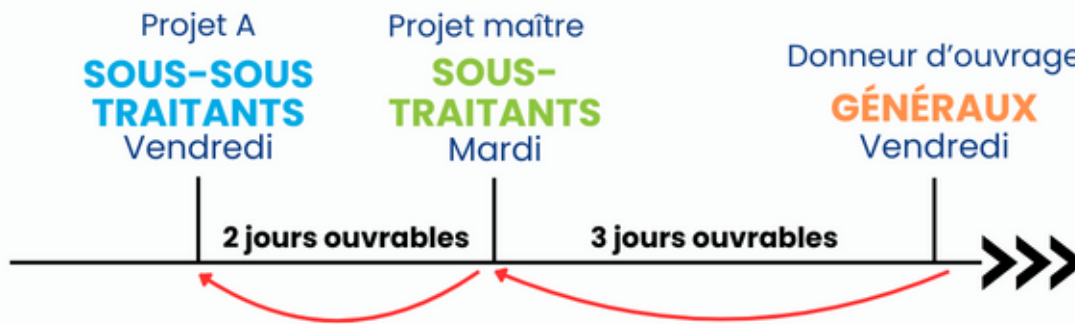 Projet A
SOUS-SOUS
TRAITANTS
Vendredi
Projet maître
SOUS-
TRAITANTS
Mardi
Donneur d'ouvrage
GÉNÉRAUX
Vendredi
2 jours ouvrables
3 jours ouvrables